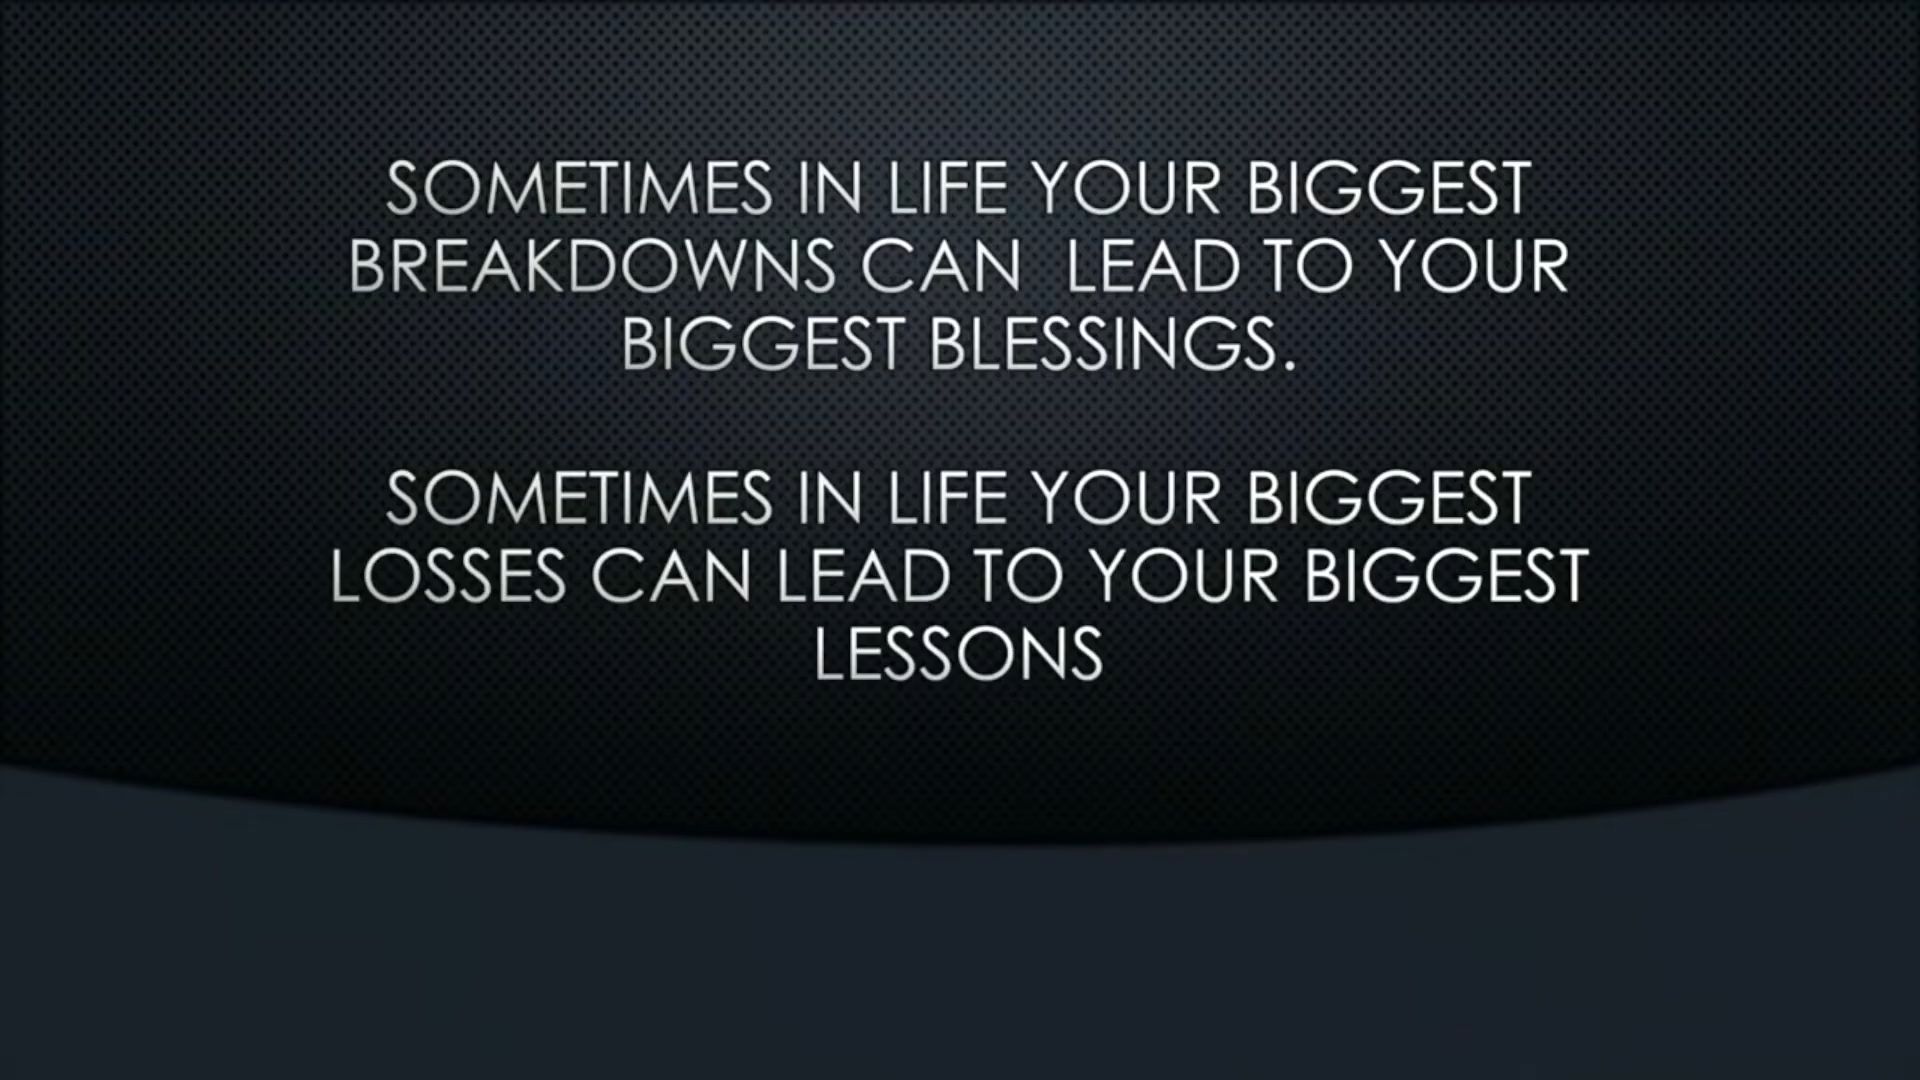 SOMETIMES IN LIFE YOUR BIGGEST
BREAKDOWNS CAN  LEAD TO YOUR
BIGGEST BLESSINGS.
SOMETIMES IN LIFE YOUR BIGGEST
LOSSES CAN LEAD TO YOUR BIGGEST
LESSONS